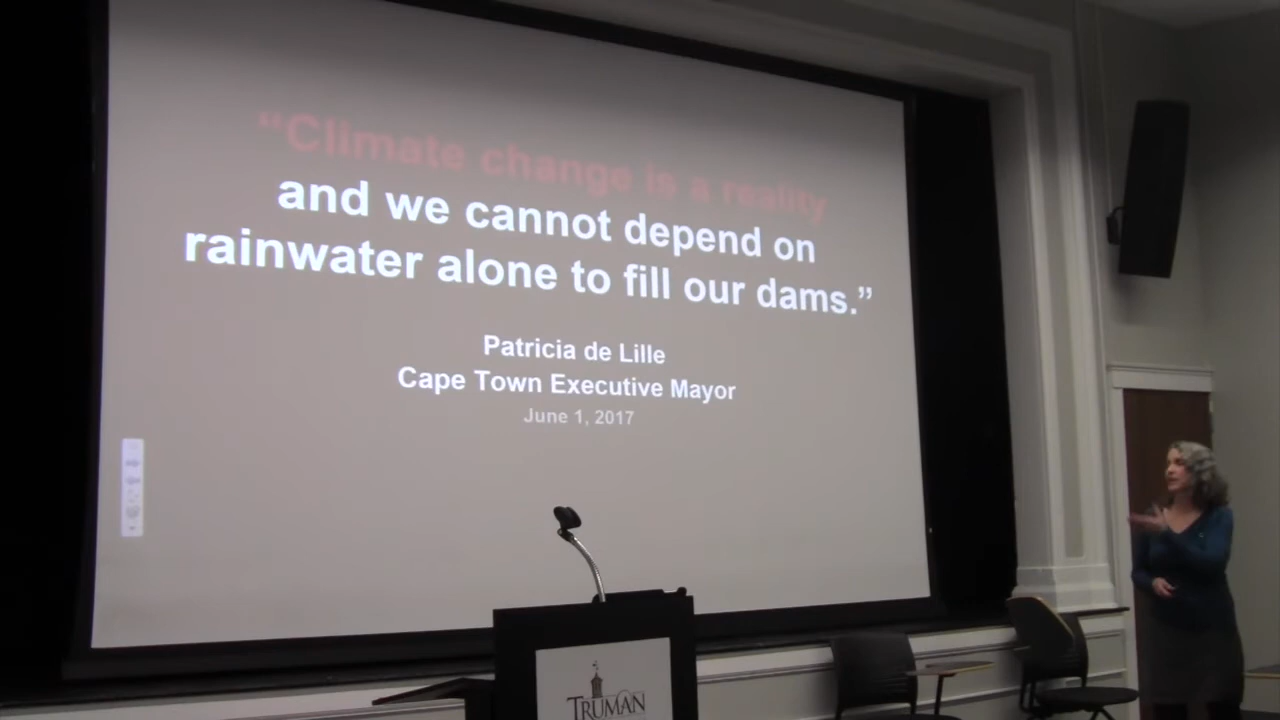 “Climate change is a reality
and we cannot depend on
rainwater alone to fill our dams.”
Patricia de Lille
Cape Town Executive Mayor
June 1, 2017
TRUMAN